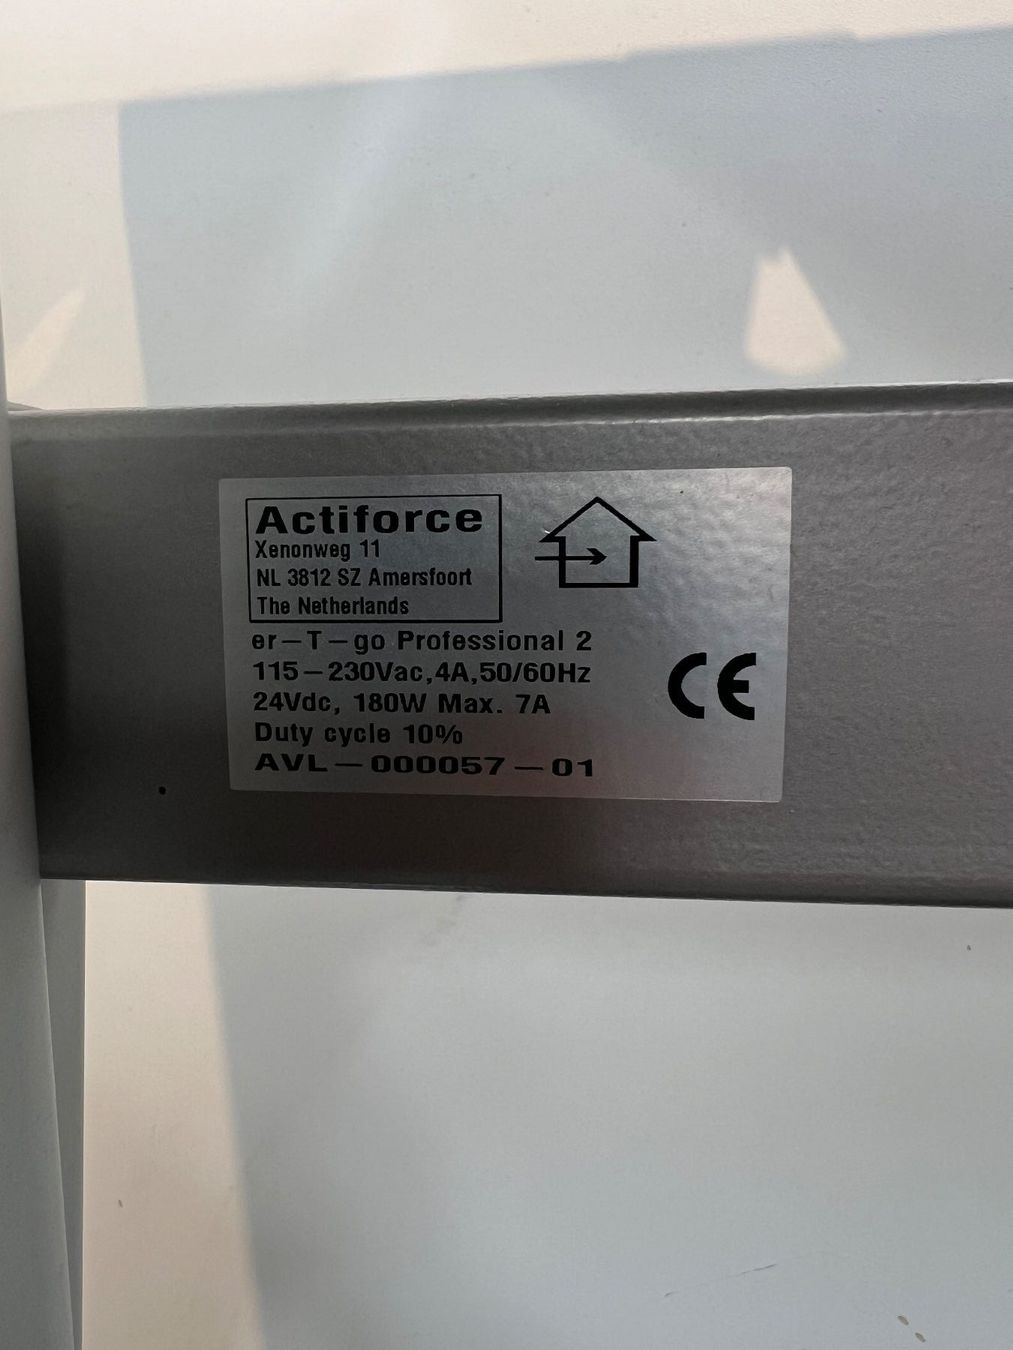 Actiforce
Xenonweg 11
NL 3812 SZ Amersfoort
The Netherlands
er-T-go Professional 2
115-230Vac,4A,50/60Hz
24Vdc, 180W Max. 7A
Duty cycle 10%
AVL-000057-01
CE